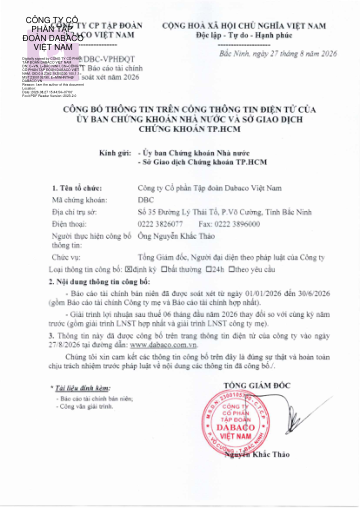 CÔNG TY CỔ PHẦN TẬP ĐOÀN DABACO VIỆT NAM
CTY CP TẬP ĐOÀN
DABACO VIỆT NAM
CỘNG HOÀ XÃ HỘI CHỦ NGHĨA VIỆT NAM
Độc lập - Tự do - Hạnh phúc
/DBC-VPHĐQT
Báo cáo tài chính
soát xét năm 2026
Bắc Ninh, ngày 27 tháng 8 năm 2026
CÔNG BỐ THÔNG TIN TRÊN CỔNG THÔNG TIN ĐIỆN TỬ CỦA
ỦY BAN CHỨNG KHOÁN NHÀ NƯỚC VÀ SỞ GIAO DỊCH
CHỨNG KHOÁN TP.HCM
Kính gửi: - Ủy ban Chứng khoán Nhà nước
- Sở Giao dịch Chứng khoán TP.HCM
1. Tên tổ chức: Công ty Cổ phần Tập đoàn Dabaco Việt Nam
Mã chứng khoán: DBC
Địa chỉ trụ sở: Số 35 Đường Lý Thái Tổ, P.Võ Cường, Tỉnh Bắc Ninh
Điện thoại: 0222 3826077 Fax: 0222 3896000
Người thực hiện công bố thông tin: Ông Nguyễn Khắc Thảo
Chức vụ: Tổng Giám đốc, Người đại diện theo pháp luật của Công ty
Loại thông tin công bố: ☒định kỳ ☐bất thường ☐24h ☐theo yêu cầu
2. Nội dung thông tin công bố:
- Báo cáo tài chính bán niên đã được soát xét từ ngày 01/01/2026 đến 30/6/2026
(gồm Báo cáo tài chính Công ty mẹ và Báo cáo tài chính hợp nhất).
- Giải trình lợi nhuận sau thuế 06 tháng đầu năm 2026 thay đổi so với cùng kỳ năm
trước (gồm giải trình LNST hợp nhất và giải trình LNST công ty mẹ).
3. Thông tin này đã được công bố trên trang thông tin điện tử của công ty vào ngày
27/8/2026 tại đường dẫn: www.dabaco.com.vn.
Chúng tôi xin cam kết các thông tin công bố trên đây là đúng sự thật và hoàn toàn
chịu trách nhiệm trước pháp luật về nội dung các thông tin đã công bố./.
* Tài liệu đính kèm:
- Báo cáo tài chính bán niên;
- Công văn giải trình.
TỔNG GIÁM ĐỐC
CÔNG TY
CỔ PHẦN
TẬP ĐOÀN
DABACO
VIỆT NAM
Nguyễn Khắc Thảo